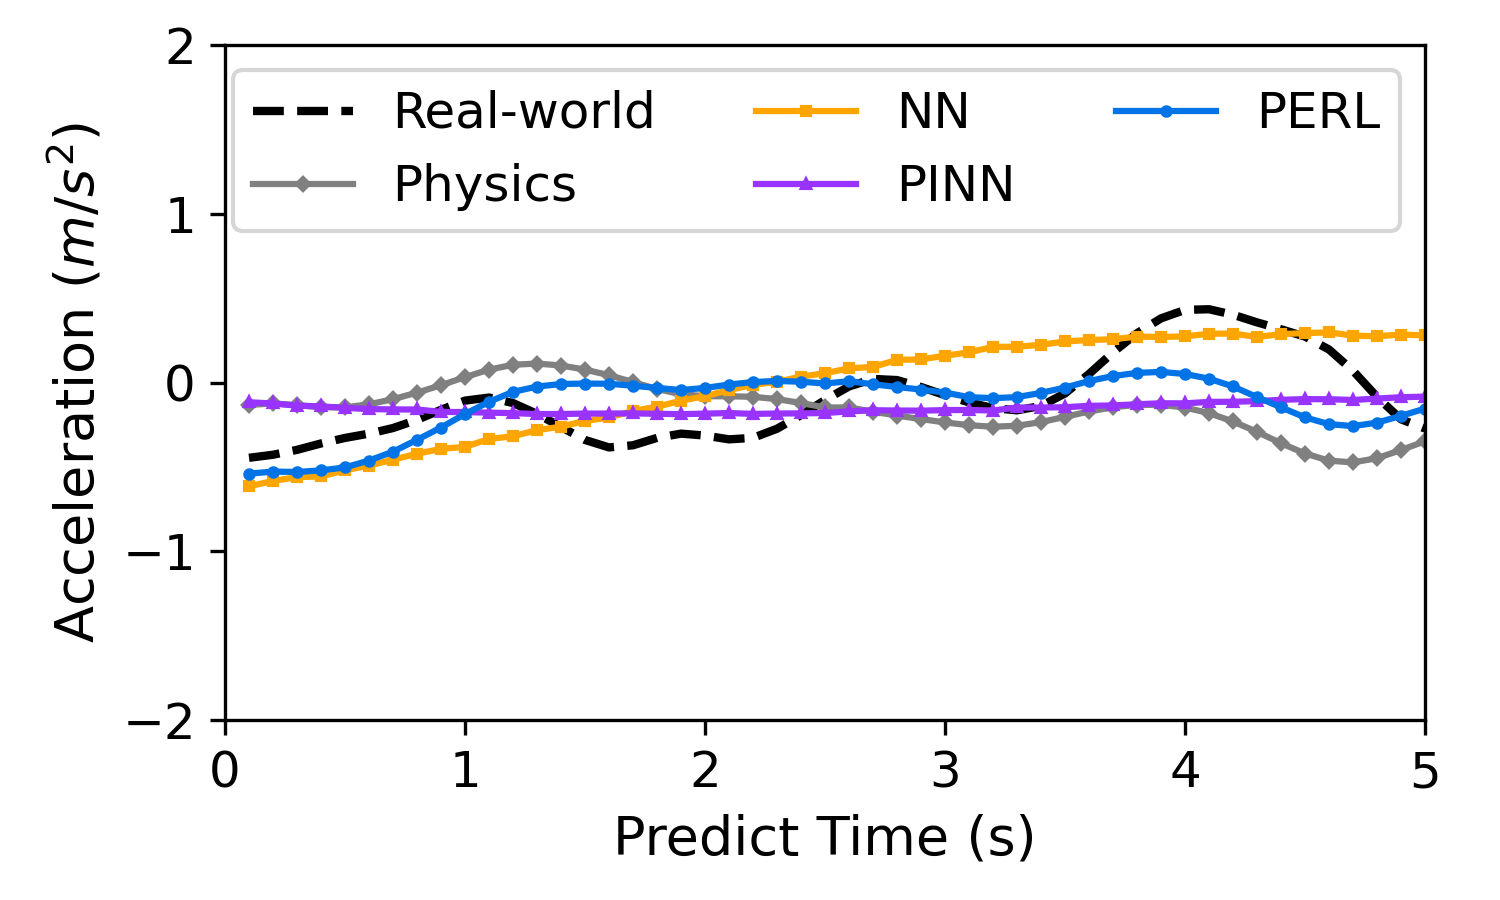 2
1
0
−1
−2
Acceleration (m/s²)
Real-world
Physics
NN
PINN
PERL
0 1 2 3 4 5
Predict Time (s)